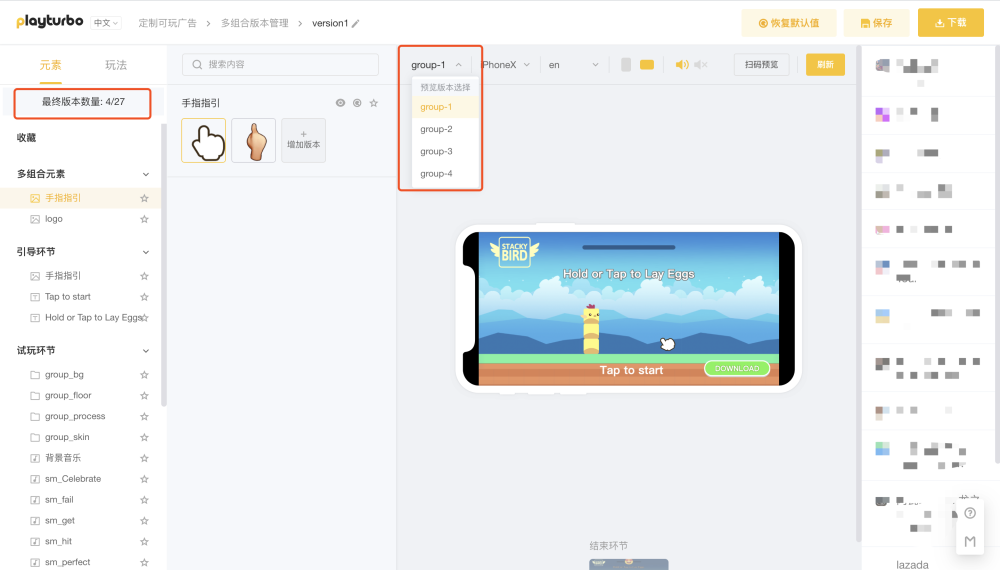 playturbo
中文
定制可玩广告
多组合版本管理
version1
恢复默认值
保存
下载
元素
玩法
最终版本数量: 4/27
收藏
多组合元素
手指指引
logo
引导环节
手指指引
Tap to start
Hold or Tap to Lay Eggs
试玩环节
group_bg
group_floor
group_process
group_skin
背景音乐
sm_Celebrate
sm_fail
sm_get
sm_hit
sm_perfect
搜索内容
手指指引
增加版本
group-1
PhoneX
en
扫码预览
刷新
预览版本选择
group-1
group-2
group-3
group-4
STACKY
BIRD
Hold or Tap to Lay Eggs
Tap to start
DOWNLOAD
结束环节
lazada